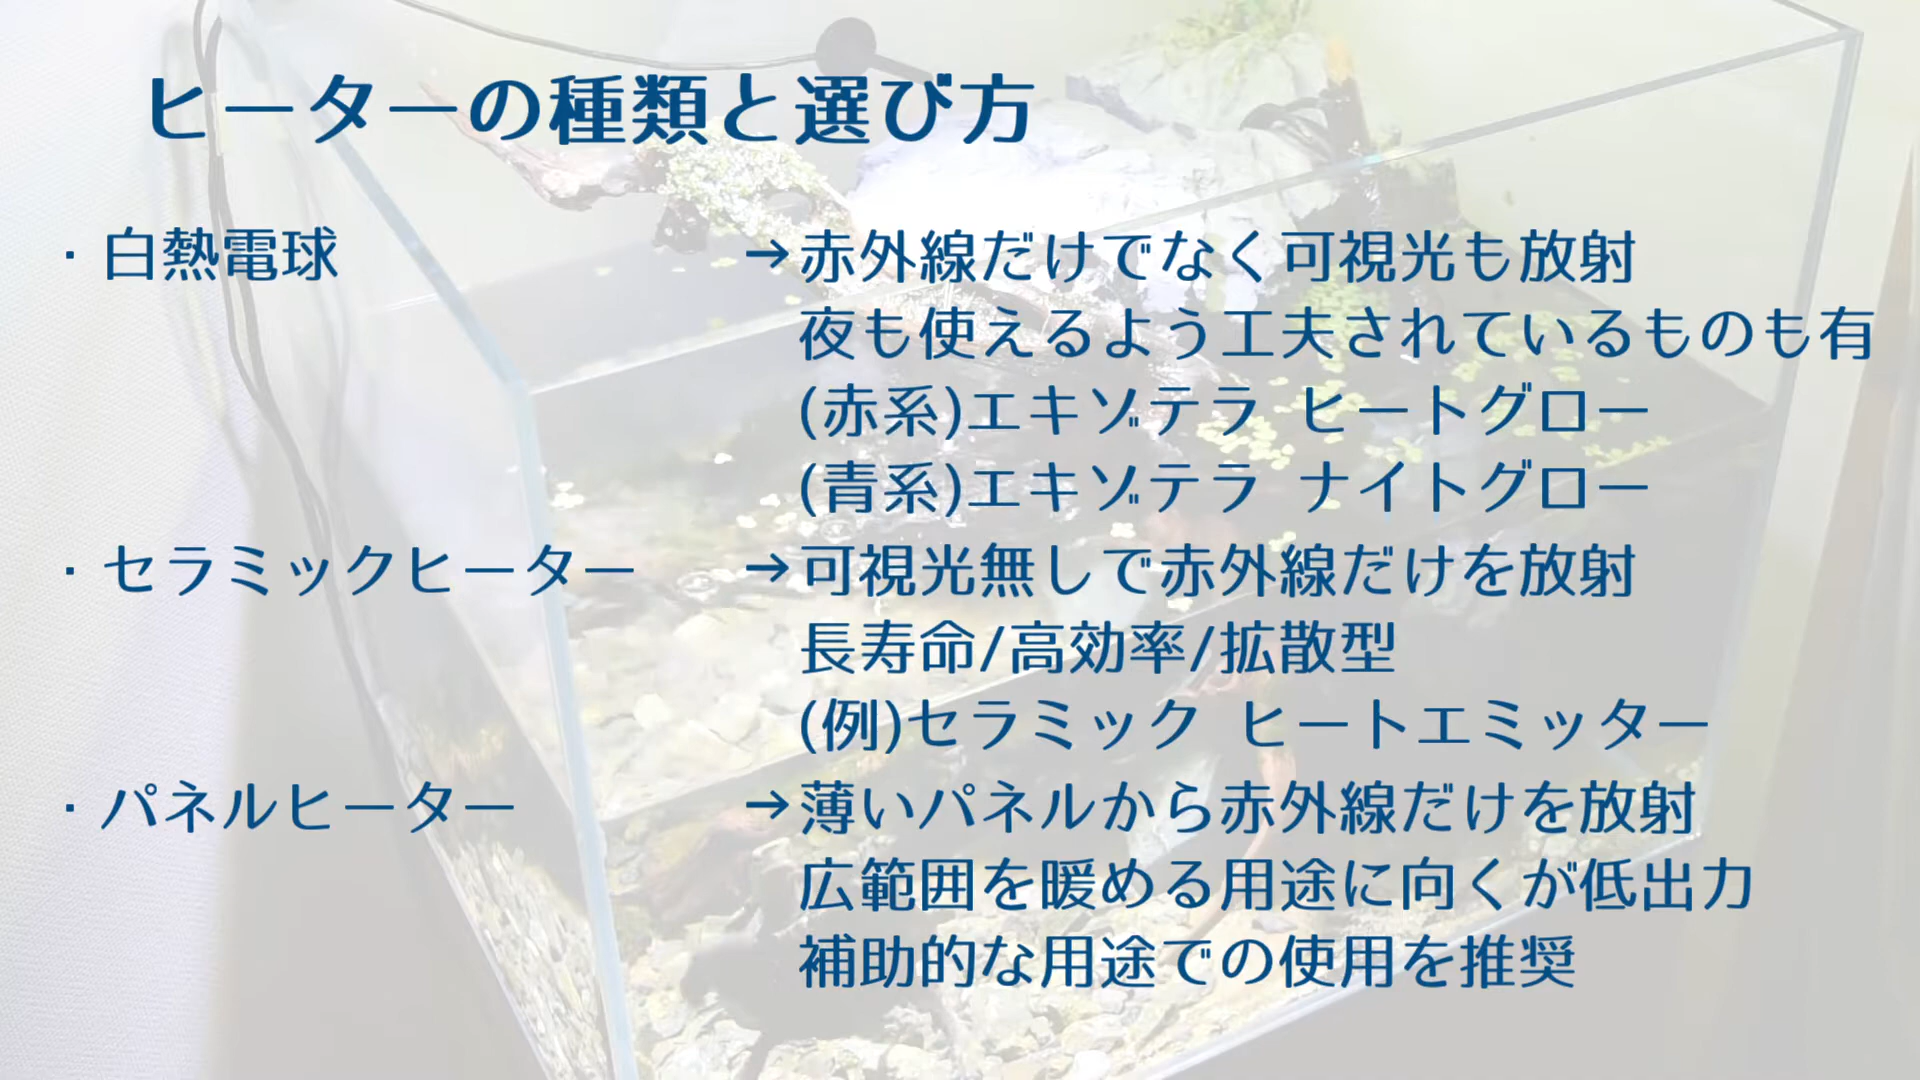 ヒーターの種類と選び方
・白熱電球 →赤外線だけでなく可視光も放射
夜も使えるよう工夫されているものも有
(赤系)エキゾテラ ヒートグロー
(青系)エキゾテラ ナイトグロー
・セラミックヒーター →可視光無しで赤外線だけを放射
長寿命/高効率/拡散型
(例)セラミック ヒートエミッター
・パネルヒーター →薄いパネルから赤外線だけを放射
広範囲を暖める用途に向くが低出力
補助的な用途での使用を推奨